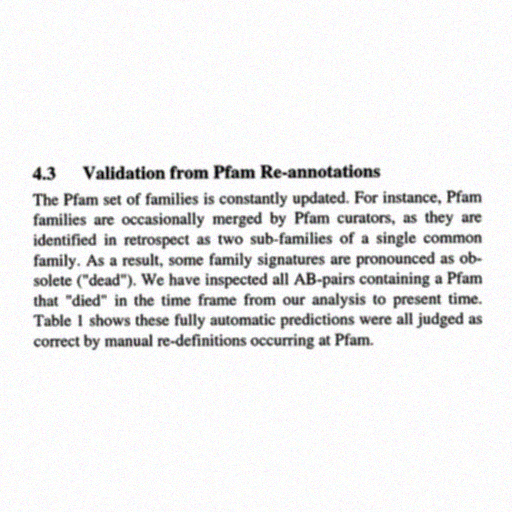 4.3 Validation from Pfam Re-annotations
The Pfam set of families is constantly updated. For instance, Pfam
families are occasionally merged by Pfam curators, as they are
identified in retrospect as two sub-families of a single common
family. As a result, some family signatures are pronounced as ob-
solete ("dead"). We have inspected all AB-pairs containing a Pfam
that "died" in the time frame from our analysis to present time.
Table 1 shows these fully automatic predictions were all judged as
correct by manual re-definitions occurring at Pfam.